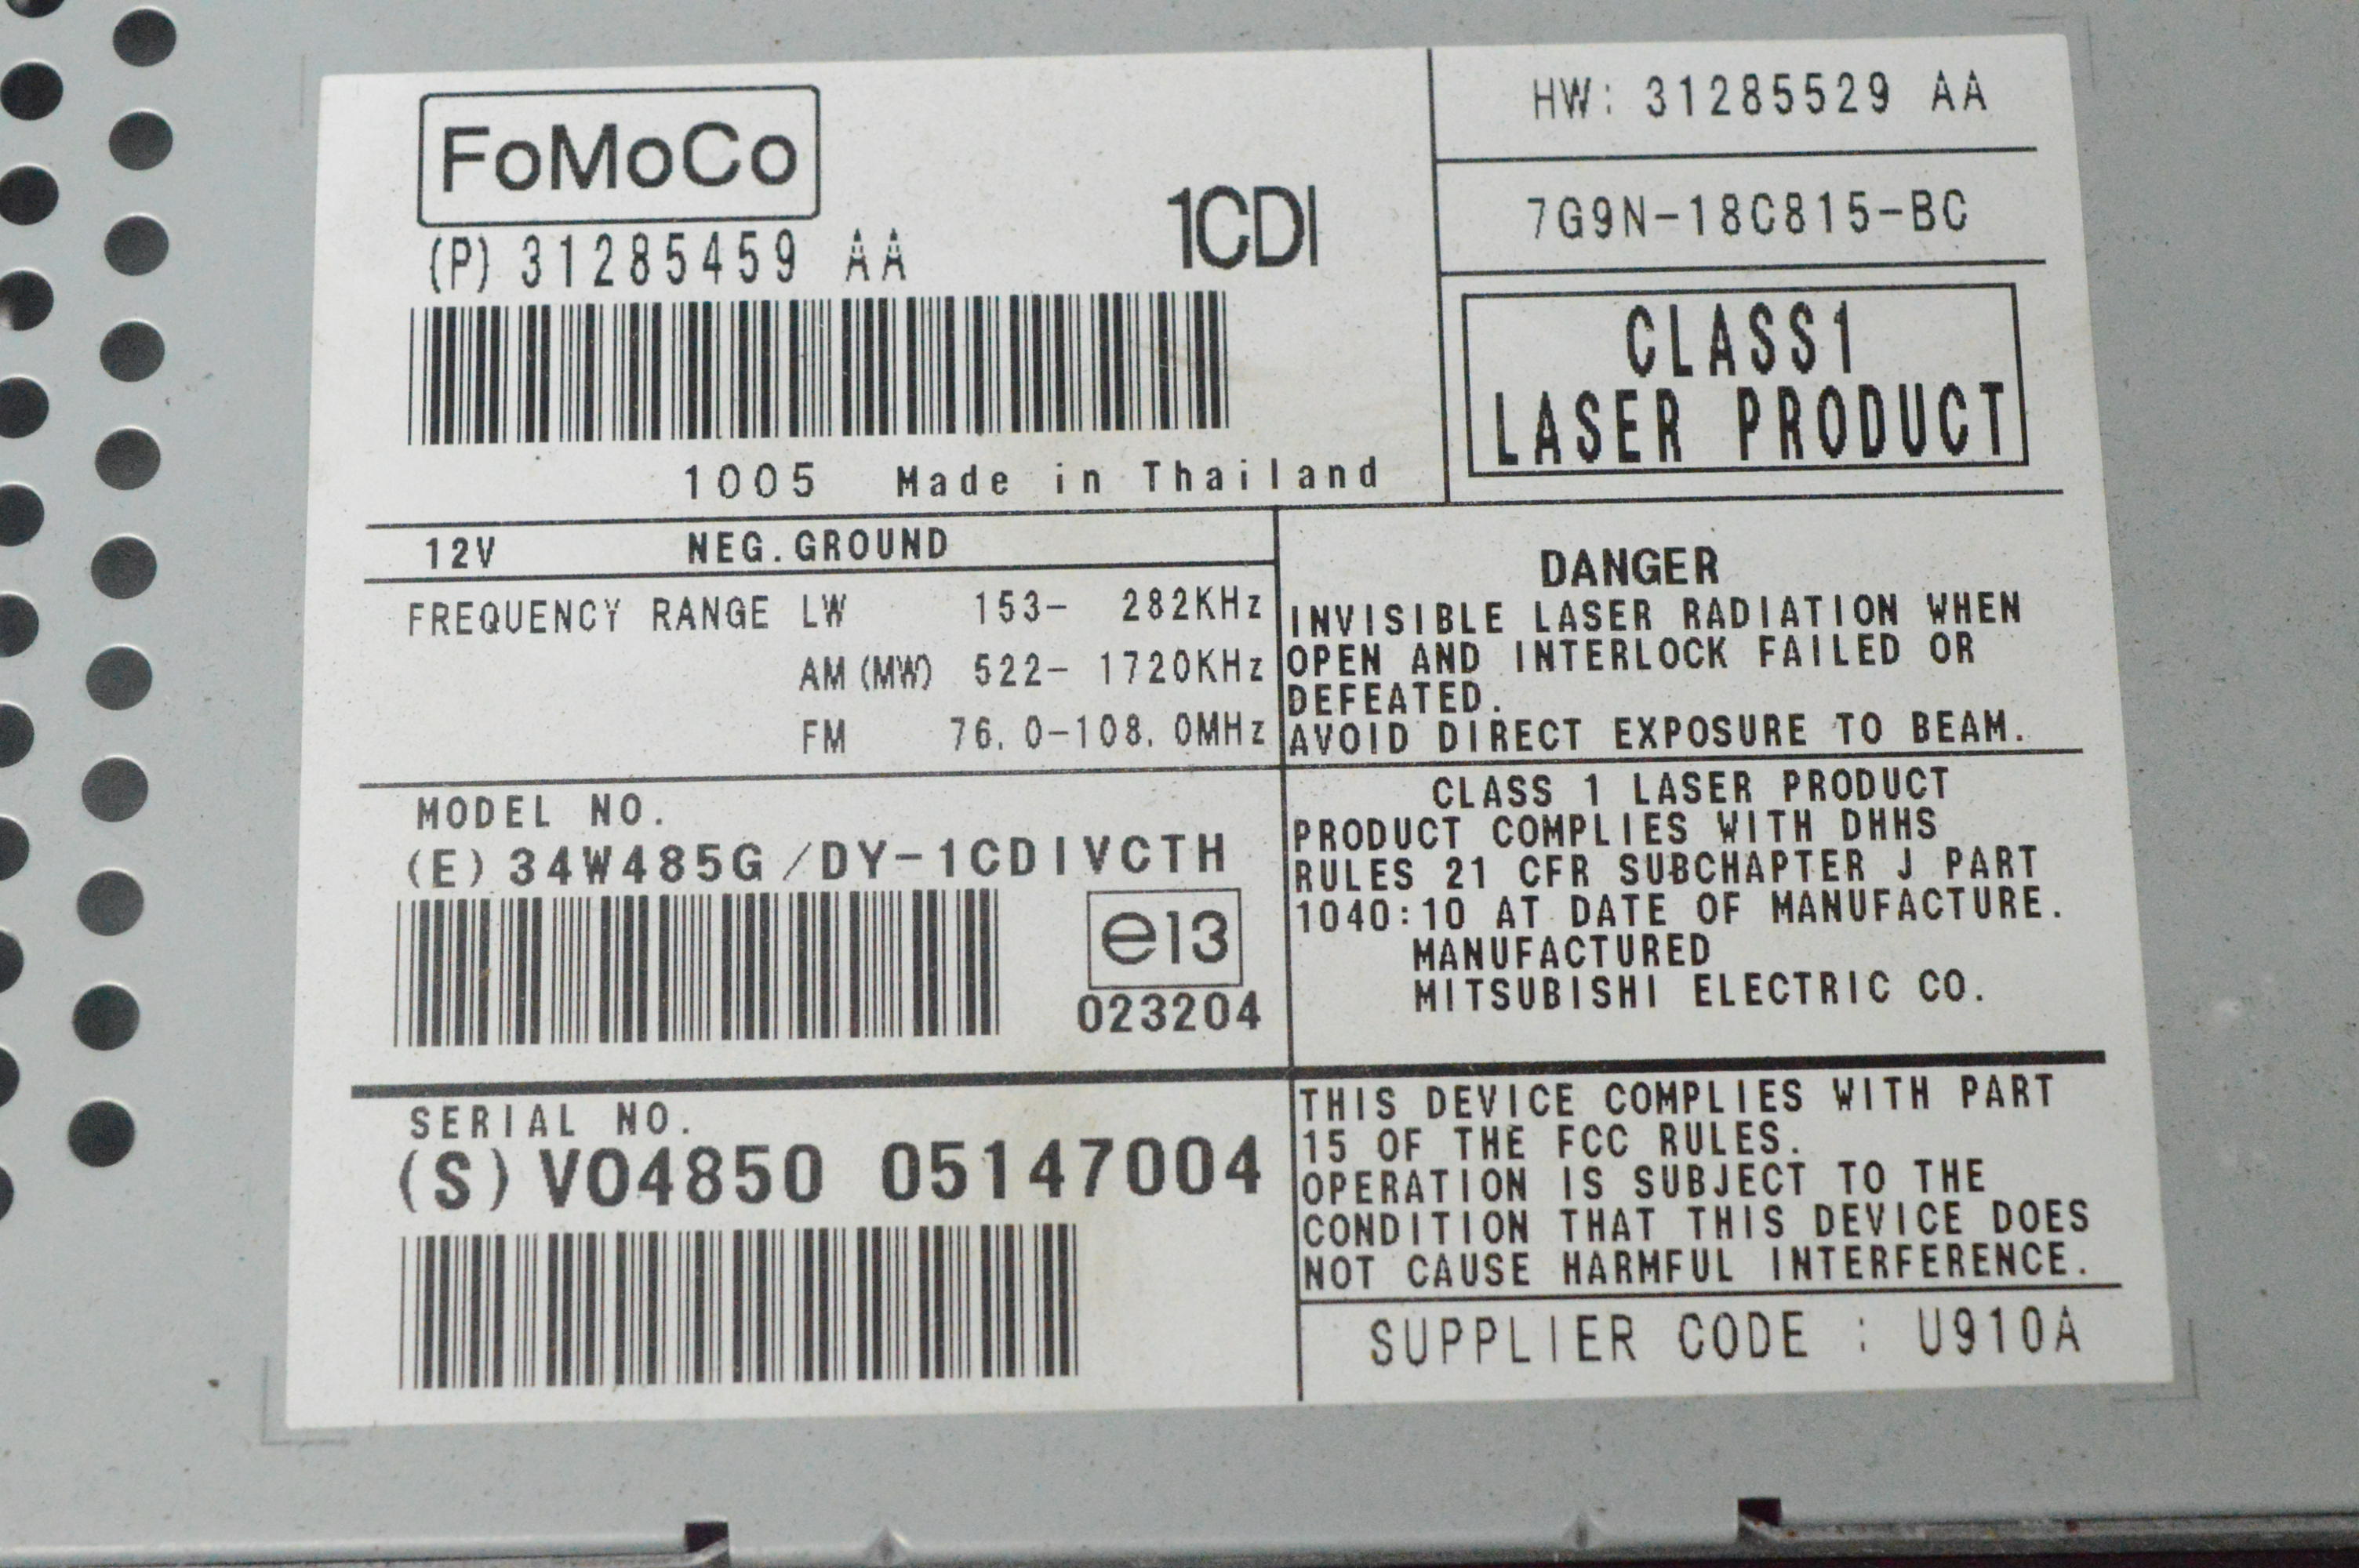 FoMoCo
(P) 31285459 AA
1CDI
1005 Made in Thailand
HW: 31285529 AA
7G9N-18C815-BC
CLASS1
LASER PRODUCT
12V NEG.GROUND
FREQUENCY RANGE LW 153- 282KHz
AM (MW) 522- 1720KHz
FM 76.0-108.0MHz
DANGER
INVISIBLE LASER RADIATION WHEN
OPEN AND INTERLOCK FAILED OR
DEFEATED.
AVOID DIRECT EXPOSURE TO BEAM.
MODEL NO.
(E) 34W485G/DY-1CDIVCTH
e13
023204
CLASS 1 LASER PRODUCT
PRODUCT COMPLIES WITH DHHS
RULES 21 CFR SUBCHAPTER J PART
1040:10 AT DATE OF MANUFACTURE.
MANUFACTURED
MITSUBISHI ELECTRIC CO.
SERIAL NO.
(S) VO4850 05147004
THIS DEVICE COMPLIES WITH PART
15 OF THE FCC RULES.
OPERATION IS SUBJECT TO THE
CONDITION THAT THIS DEVICE DOES
NOT CAUSE HARMFUL INTERFERENCE.
SUPPLIER CODE : U910A